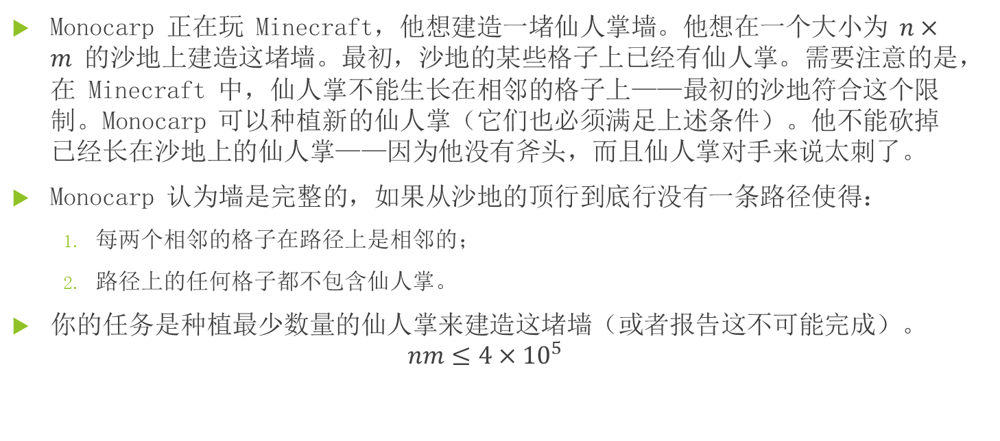 Monocarp 正在玩 Minecraft，他想建造一堵仙人掌墙。他想在一个大小为 n ×
m 的沙地上建造这堵墙。最初，沙地的某些格子上已经有仙人掌。需要注意的是，
在 Minecraft 中，仙人掌不能生长在相邻的格子上——最初的沙地符合这个限
制。Monocarp 可以种植新的仙人掌（它们也必须满足上述条件）。他不能砍掉
已经长在沙地上的仙人掌——因为他没有斧头，而且仙人掌对手来说太刺了。
Monocarp 认为墙是完整的，如果从沙地的顶行到底行没有一条路径使得：
1. 每两个相邻的格子在路径上是相邻的；
2. 路径上的任何格子都不包含仙人掌。
你的任务是种植最少数量的仙人掌来建造这堵墙（或者报告这不可能完成）。
nm ≤ 4 × 10⁵